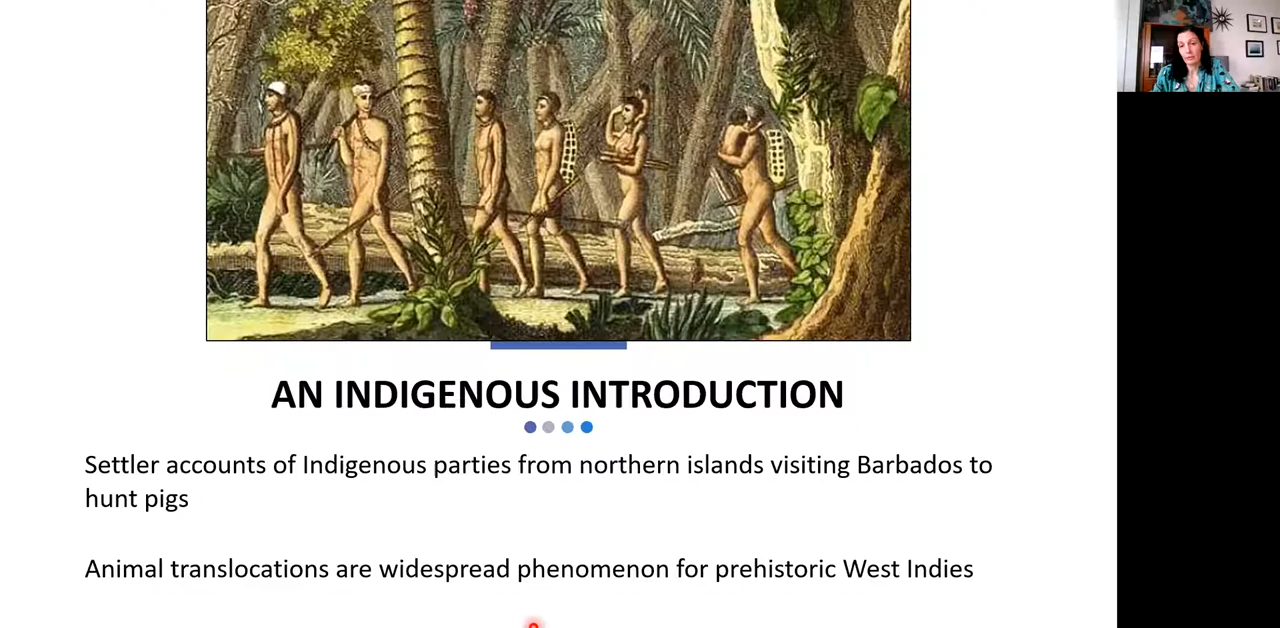 AN INDIGENOUS INTRODUCTION
Settler accounts of Indigenous parties from northern islands visiting Barbados to
hunt pigs
Animal translocations are widespread phenomenon for prehistoric West Indies